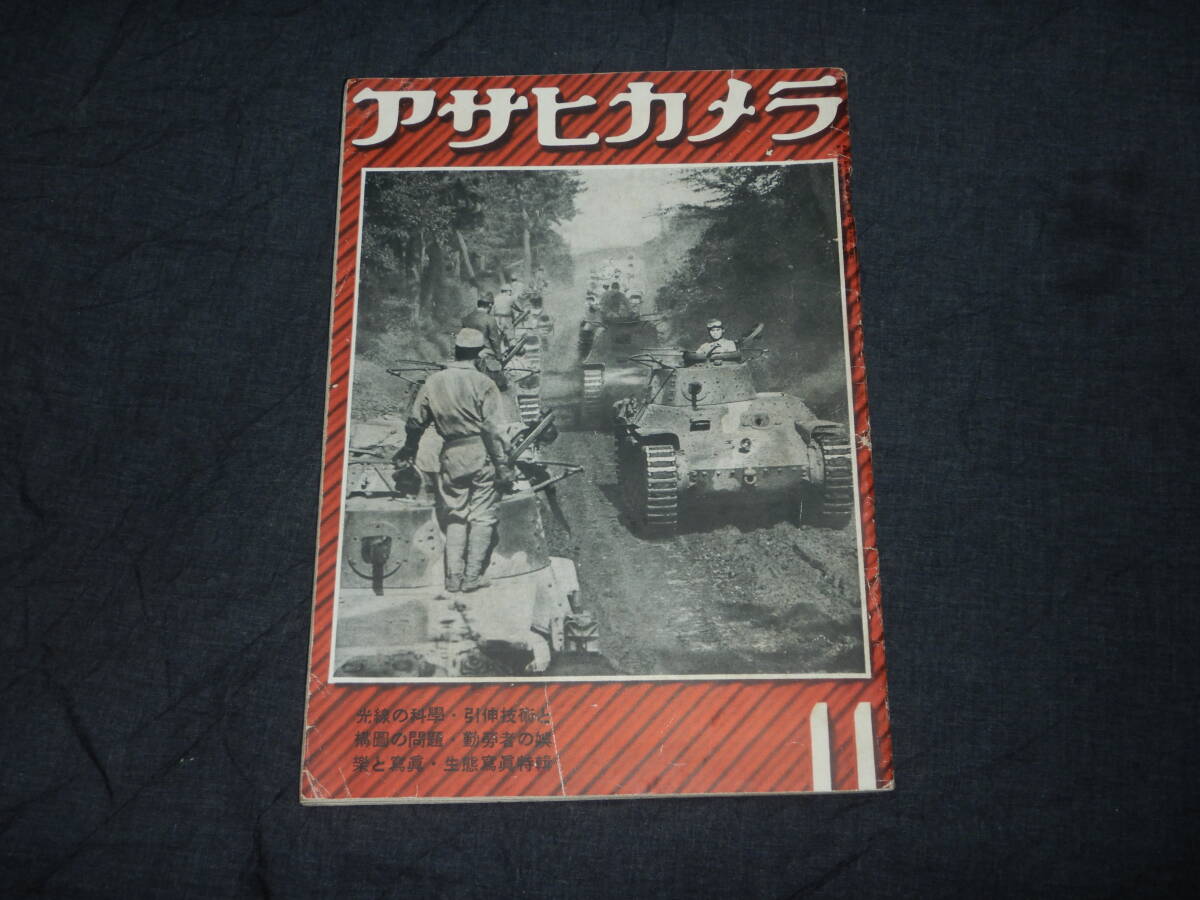 アサヒカメラ
光線の科學・引伸技術と
構圖の問題・勤勞者の娯
樂と寫眞・生態寫眞特輯
11